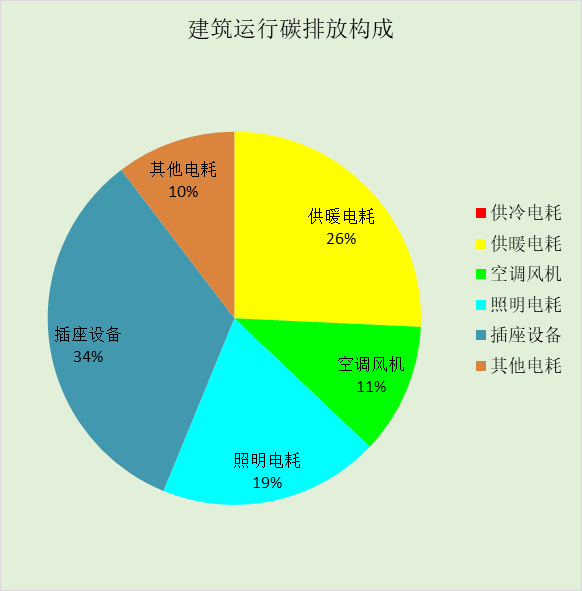 建筑运行碳排放构成
其他电耗
10%
供暖电耗
26%
空调风机
11%
照明电耗
19%
插座设备
34%
供冷电耗
供暖电耗
空调风机
照明电耗
插座设备
其他电耗